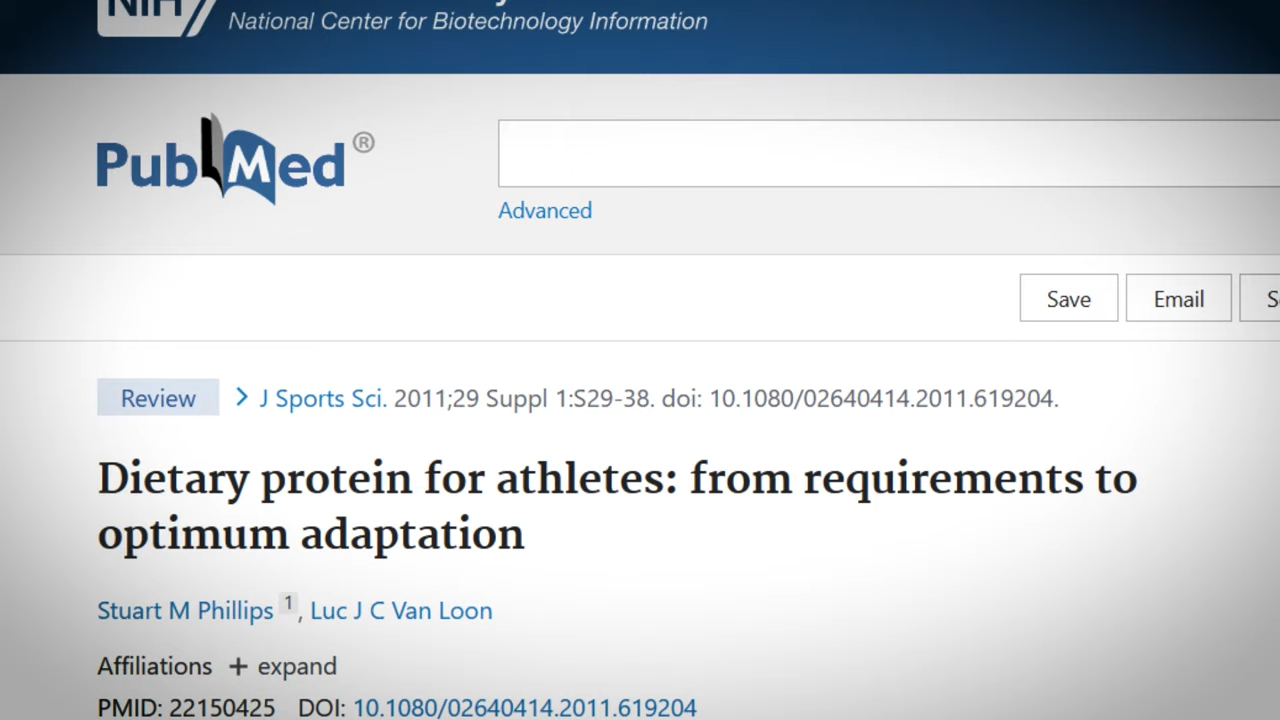 NIH
National Center for Biotechnology Information
PubMed®
Advanced
Save
Email
Review
J Sports Sci. 2011;29 Suppl 1:S29-38. doi: 10.1080/02640414.2011.619204.
Dietary protein for athletes: from requirements to
optimum adaptation
Stuart M Phillips 1, Luc J C Van Loon
Affiliations + expand
PMID: 22150425 DOI: 10.1080/02640414.2011.619204